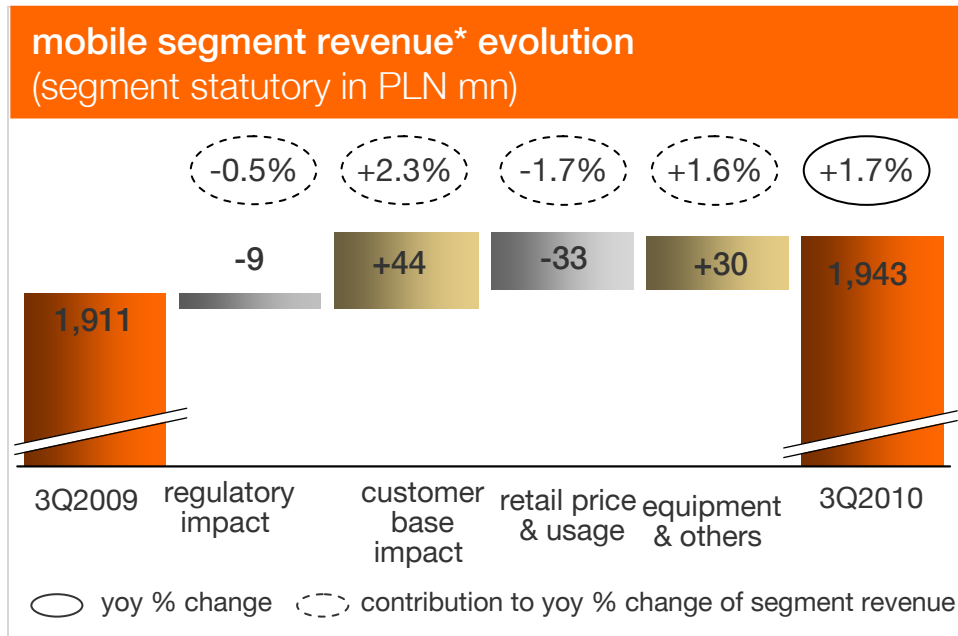 mobile segment revenue* evolution
(segment statutory in PLN mn)
-0.5% +2.3% -1.7% +1.6% +1.7%
1,911 -9 +44 -33 +30 1,943
3Q2009
regulatory
impact
customer
base
impact
retail price
& usage
equipment
& others
3Q2010
yoy % change
contribution to yoy % change of segment revenue